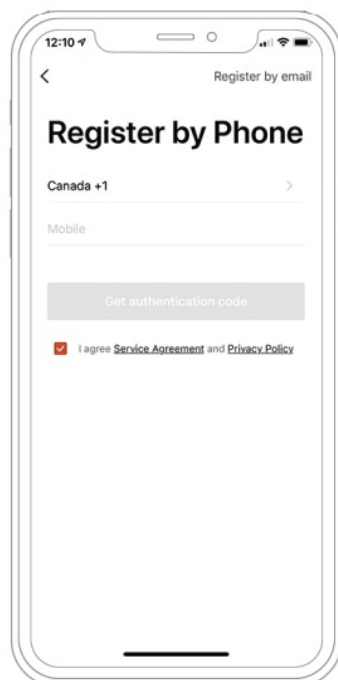 12:10
Register by email
Register by Phone
Canada +1
Mobile
Get authentication code
I agree Service Agreement and Privacy Policy